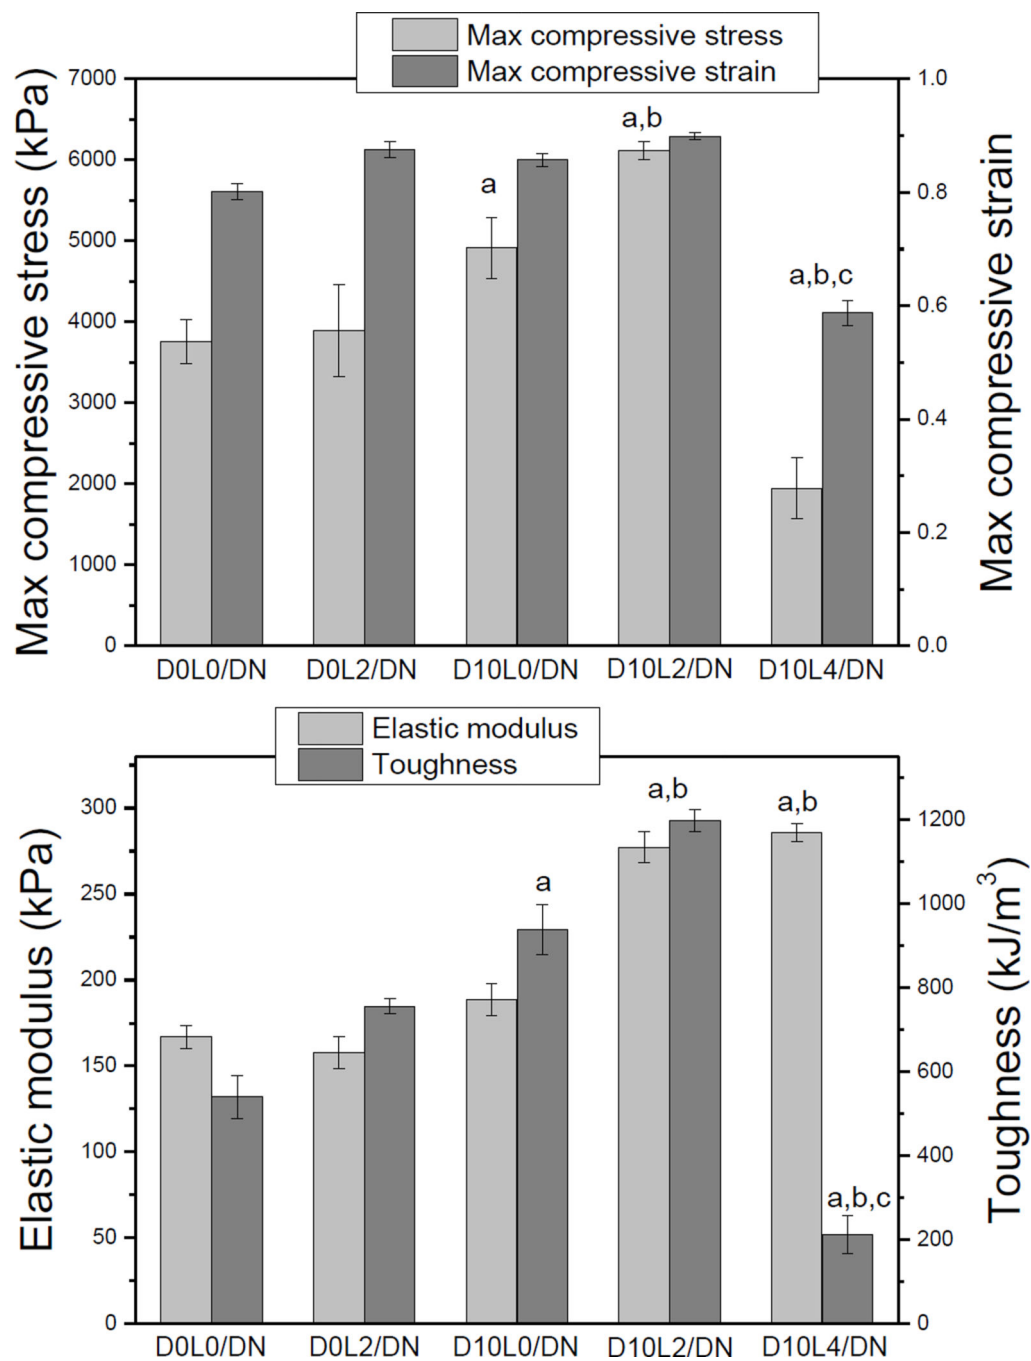 Max compressive stress
Max compressive strain
Max compressive stress (kPa)
7000
6000
5000
4000
3000
2000
1000
0
a
a,b
a,b,c
1.0
0.8
0.6
0.4
0.2
0.0
Max compressive strain
D0L0/DN D0L2/DN D10L0/DN D10L2/DN D10L4/DN
Elastic modulus
Toughness
Elastic modulus (kPa)
300
250
200
150
100
50
0
a
a,b
a,b
a,b,c
1200
1000
800
600
400
200
0
Toughness (kJ/m³)
D0L0/DN D0L2/DN D10L0/DN D10L2/DN D10L4/DN